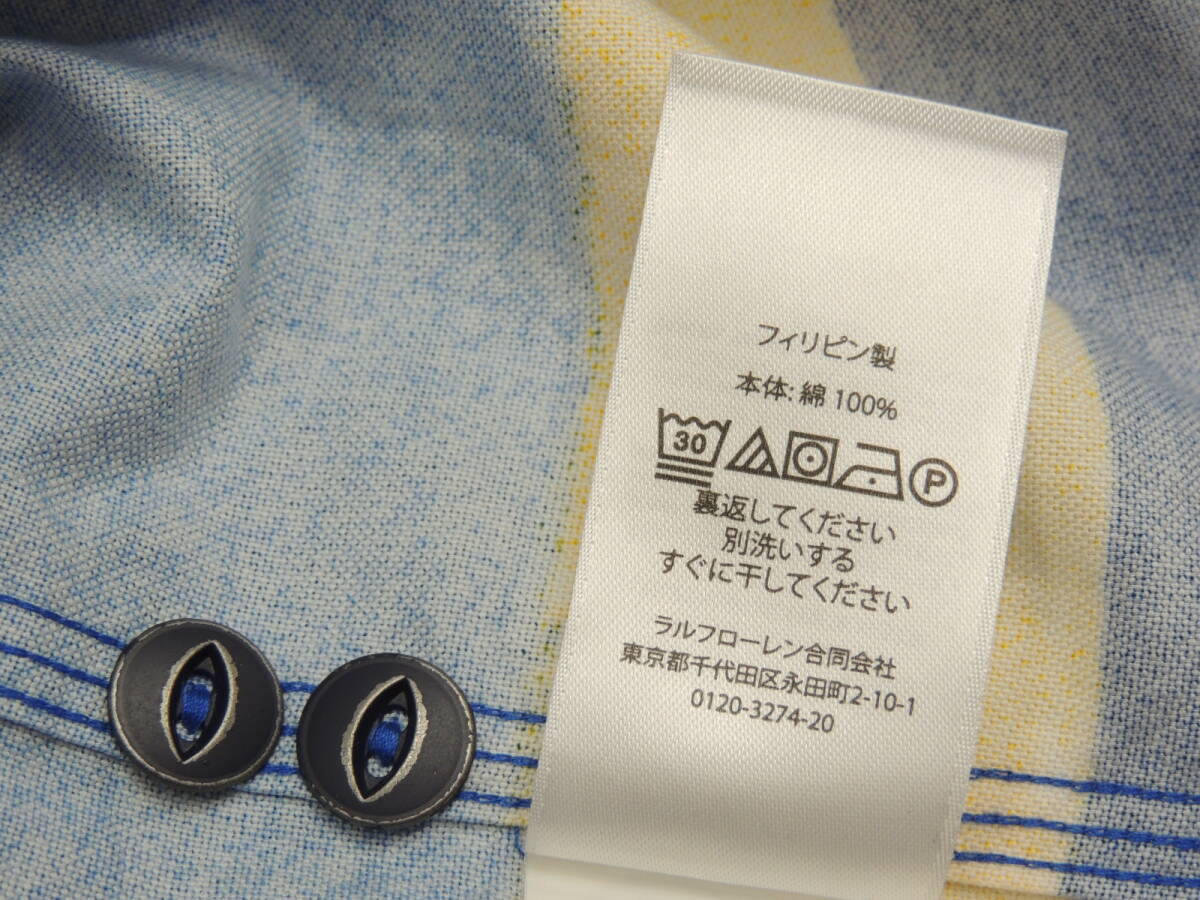 フィリピン製
本体: 綿 100%
30 P
裏返してください
別洗いする
すぐに干してください
ラルフローレン合同会社
東京都千代田区永田町2-10-1
0120-3274-20